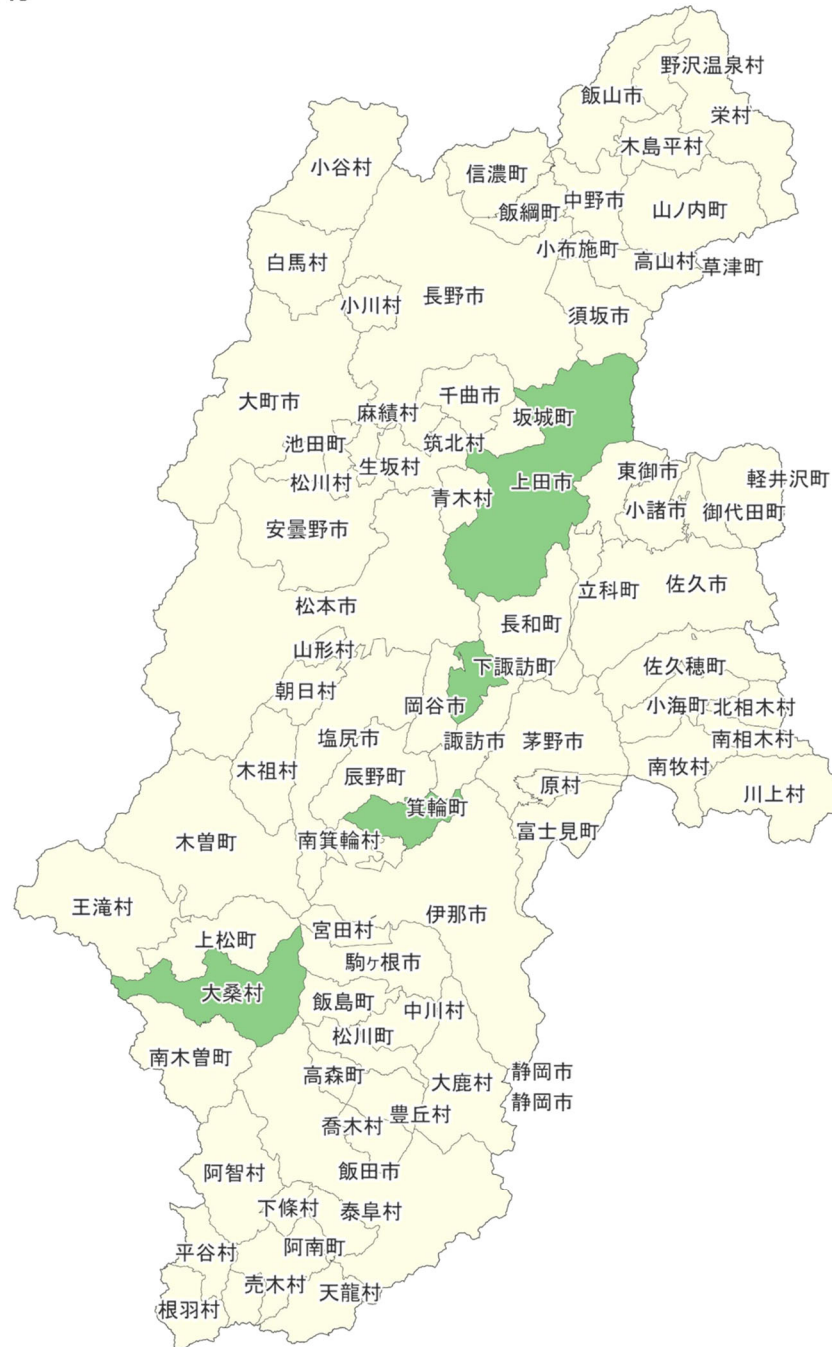 野沢温泉村
飯山市
栄村
木島平村
小谷村
信濃町
飯綱町
中野市
山ノ内町
白馬村
小布施町
高山村
草津町
小川村
長野市
須坂市
大町市
麻績村
千曲市
坂城町
池田町
筑北村
生坂村
松川村
青木村
上田市
東御市
軽井沢町
小諸市
御代田町
安曇野市
松本市
立科町
佐久市
長和町
山形村
下諏訪町
佐久穂町
朝日村
岡谷市
小海町
北相木村
塩尻市
諏訪市
茅野市
南相木村
木祖村
辰野町
南牧村
原村
川上村
箕輪町
木曽町
南箕輪村
富士見町
王滝村
伊那市
上松町
宮田村
駒ヶ根市
大桑村
飯島町
中川村
松川町
南木曽町
高森町
大鹿村
静岡市
静岡市
豊丘村
喬木村
阿智村
飯田市
下條村
泰阜村
平谷村
阿南町
売木村
天龍村
根羽村